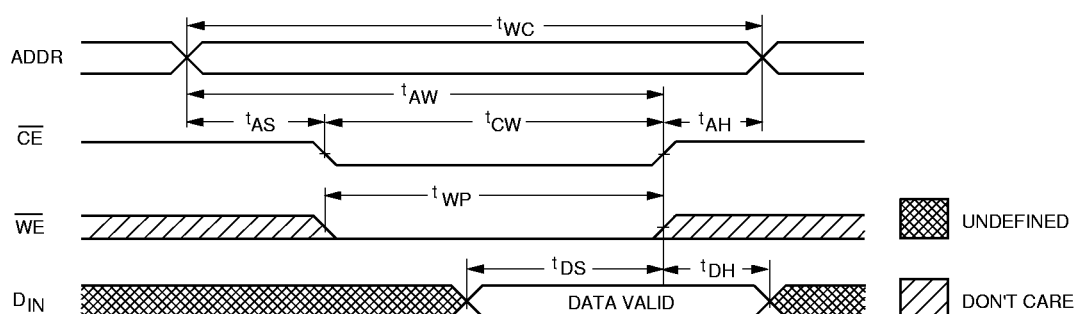 tWC
ADDR
tAW
tAS tCW tAH
CE
tWP
WE
UNDEFINED
tDS tDH
DIN DATA VALID DON'T CARE